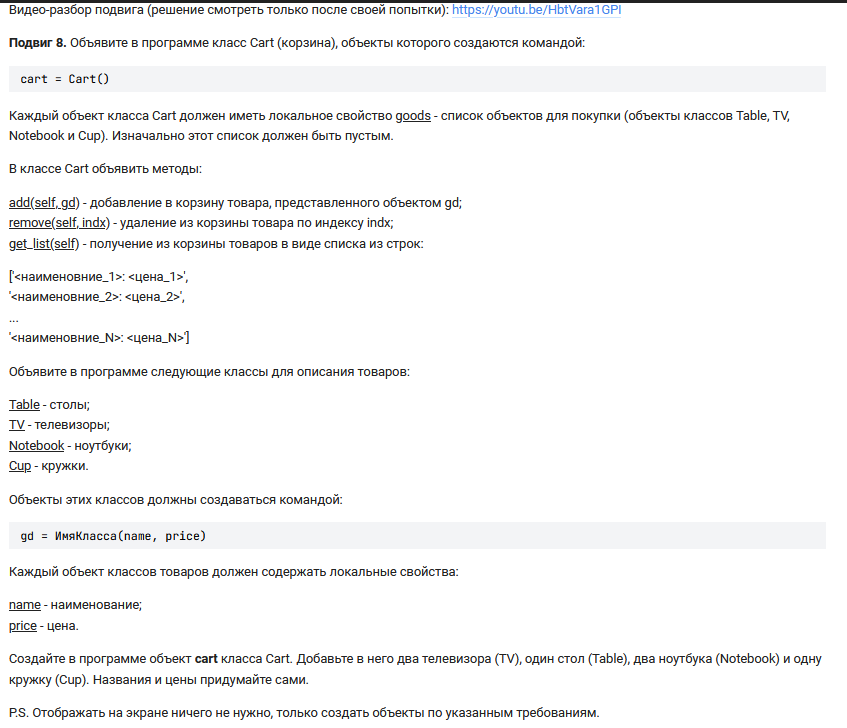 Видео-разбор подвига (решение смотреть только после своей попытки): https://youtu.be/HbtVara1GPI
Подвиг 8. Объявите в программе класс Cart (корзина), объекты которого создаются командой:
cart = Cart()
Каждый объект класса Cart должен иметь локальное свойство goods - список объектов для покупки (объекты классов Table, TV,
Notebook и Cup). Изначально этот список должен быть пустым.
В классе Cart объявить методы:
add(self, gd) - добавление в корзину товара, представленного объектом gd;
remove(self, indx) - удаление из корзины товара по индексу indx;
get_list(self) - получение из корзины товаров в виде списка из строк:
['<наименовние_1>: <цена_1>',
'<наименовние_2>: <цена_2>',
...
'<наименовние_N>: <цена_N>']
Объявите в программе следующие классы для описания товаров:
Table - столы;
TV - телевизоры;
Notebook - ноутбуки;
Cup - кружки.
Объекты этих классов должны создаваться командой:
gd = ИмяКласса(name, price)
Каждый объект классов товаров должен содержать локальные свойства:
name - наименование;
price - цена.
Создайте в программе объект cart класса Cart. Добавьте в него два телевизора (TV), один стол (Table), два ноутбука (Notebook) и одну
кружку (Cup). Названия и цены придумайте сами.
P.S. Отображать на экране ничего не нужно, только создать объекты по указанным требованиям.